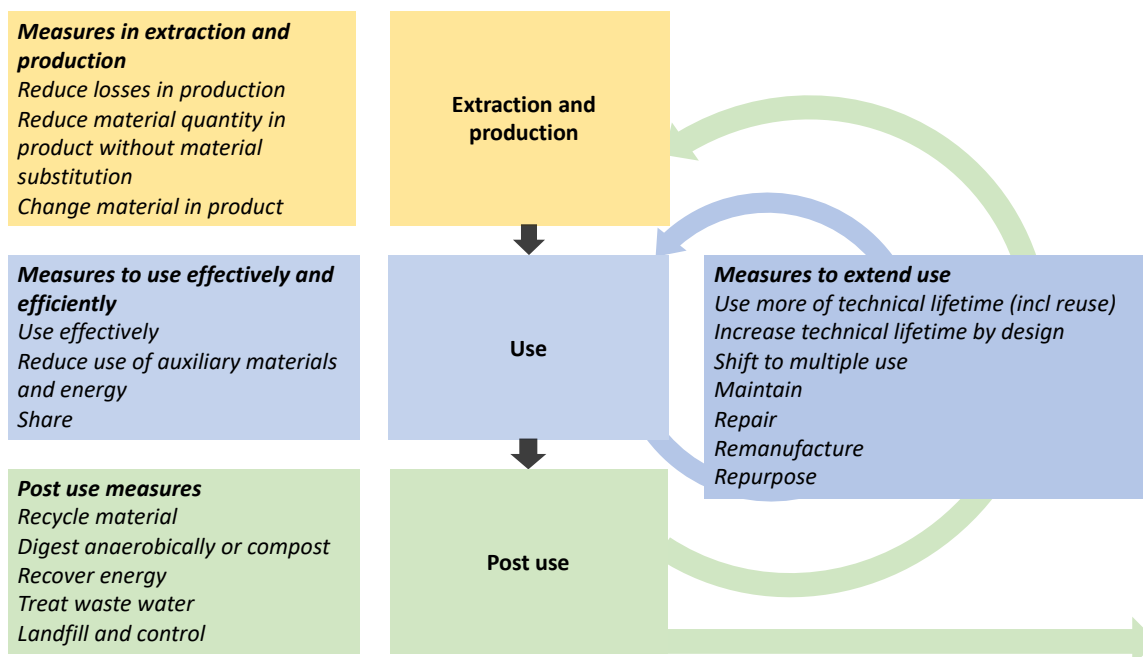 Measures in extraction and
production
Reduce losses in production
Reduce material quantity in
product without material
substitution
Change material in product
Extraction and
production
Measures to use effectively and
efficiently
Use effectively
Reduce use of auxiliary materials
and energy
Share
Use
Measures to extend use
Use more of technical lifetime (incl reuse)
Increase technical lifetime by design
Shift to multiple use
Maintain
Repair
Remanufacture
Repurpose
Post use measures
Recycle material
Digest anaerobically or compost
Recover energy
Treat waste water
Landfill and control
Post use